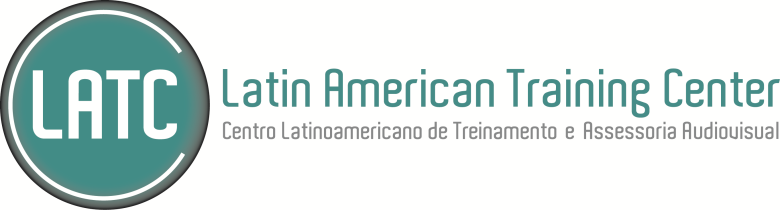 LATC
Latin American Training Center
Centro Latinoamericano de Treinamento e Assessoria Audiovisual